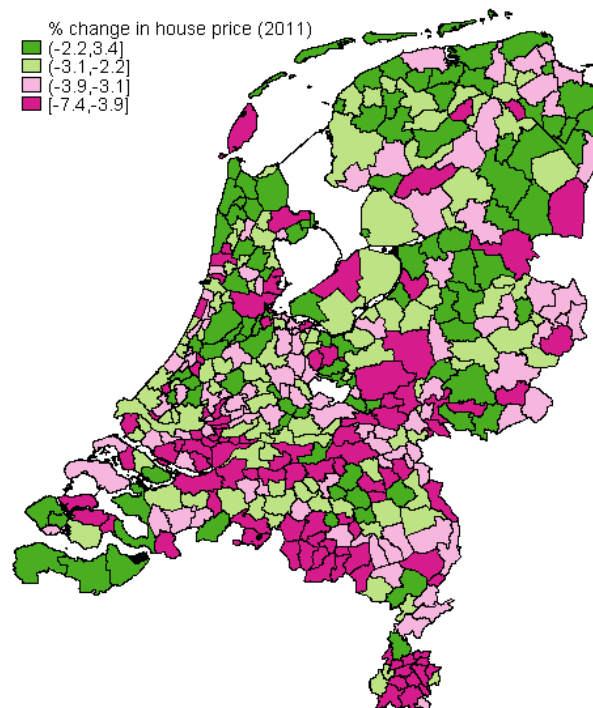 % change in house price (2011)
(-2.2,3.4]
(-3.1,-2.2]
(-3.9,-3.1]
[-7.4,-3.9]